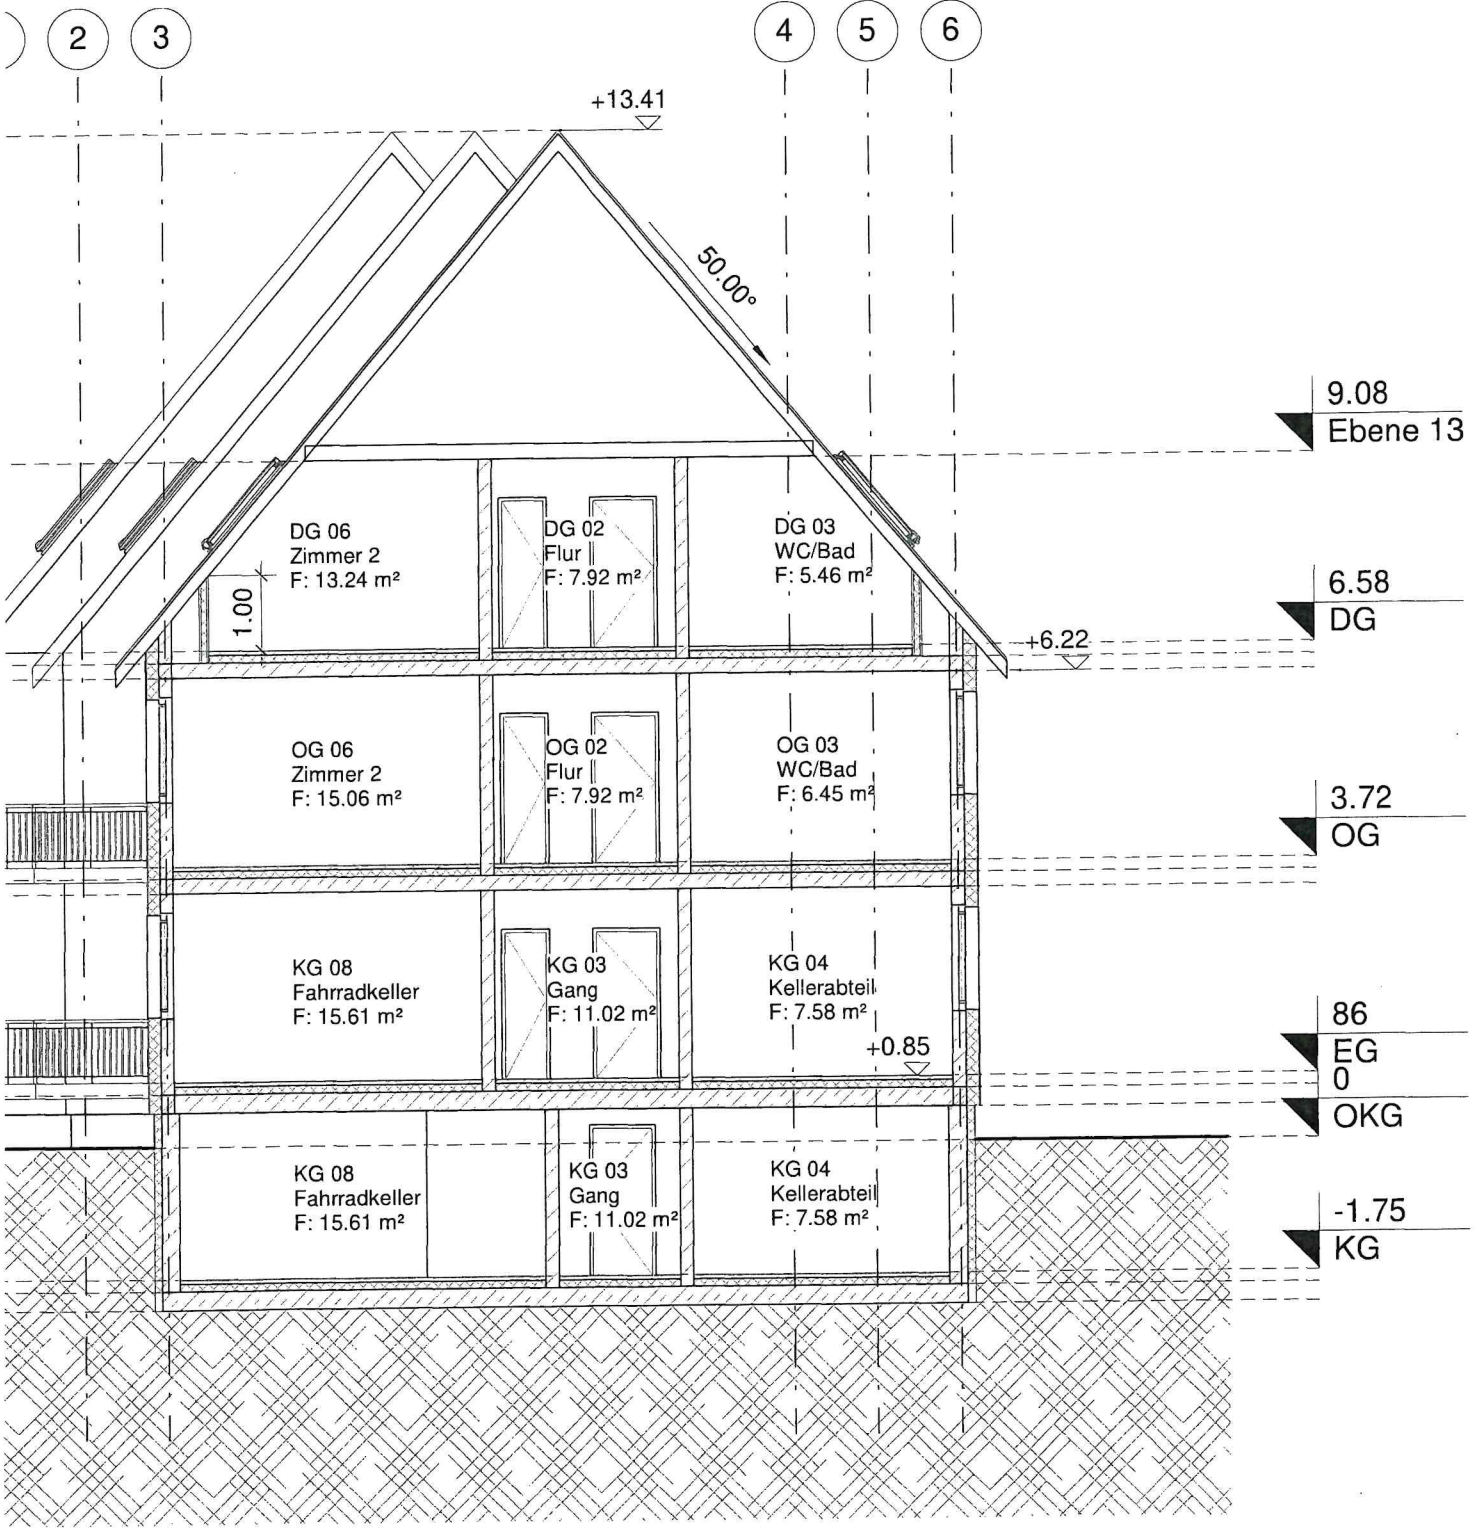 2
3
4
5
6
+13.41
50.00°
9.08
Ebene 13
DG 06
Zimmer 2
F: 13.24 m²
DG 02
Flur
F: 7.92 m²
DG 03
WC/Bad
F: 5.46 m²
1.00
6.58
DG
+6.22
OG 06
Zimmer 2
F: 15.06 m²
OG 02
Flur
F: 7.92 m²
OG 03
WC/Bad
F: 6.45 m²
3.72
OG
KG 08
Fahrradkeller
F: 15.61 m²
KG 03
Gang
F: 11.02 m²
KG 04
Kellerabteil
F: 7.58 m²
+0.85
86
EG
0
OKG
KG 08
Fahrradkeller
F: 15.61 m²
KG 03
Gang
F: 11.02 m²
KG 04
Kellerabteil
F: 7.58 m²
-1.75
KG